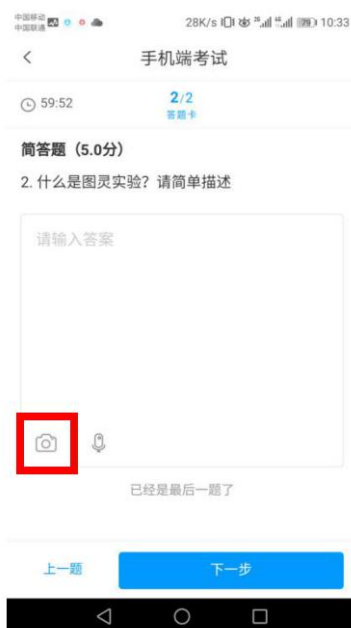 中国移动
中国联通
28K/s
10:33
手机端考试
59:52
2/2
答题卡
简答题（5.0分）
2. 什么是图灵实验？请简单描述
请输入答案
已经是最后一题了
上一题
下一步